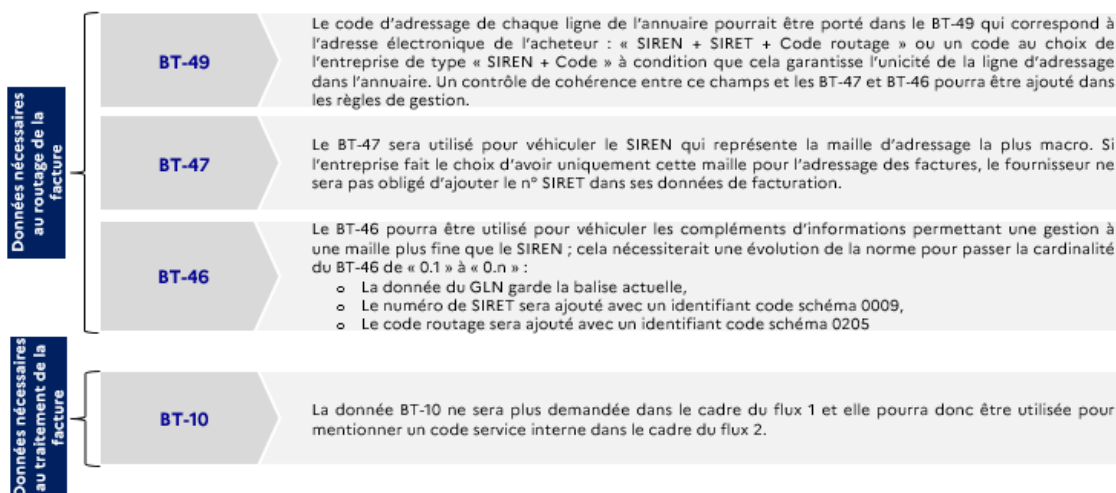 Données nécessaires
au routage de la
facture
BT-49
Le code d'adressage de chaque ligne de l'annuaire pourrait être porté dans le BT-49 qui correspond à
l'adresse électronique de l'acheteur : « SIREN + SIRET + Code routage » ou un code au choix de
l'entreprise de type « SIREN + Code » à condition que cela garantisse l'unicité de la ligne d'adressage
dans l'annuaire. Un contrôle de cohérence entre ce champs et les BT-47 et BT-46 pourra être ajouté dans
les règles de gestion.
BT-47
Le BT-47 sera utilisé pour véhiculer le SIREN qui représente la maille d'adressage la plus macro. Si
l'entreprise fait le choix d'avoir uniquement cette maille pour l'adressage des factures, le fournisseur ne
sera pas obligé d'ajouter le n° SIRET dans ses données de facturation.
BT-46
Le BT-46 pourra être utilisé pour véhiculer les compléments d'informations permettant une gestion à
une maille plus fine que le SIREN ; cela nécessiterait une évolution de la norme pour passer la cardinalité
du BT-46 de « 0.1 » à « 0.n » :
o La donnée du GLN garde la balise actuelle,
o Le numéro de SIRET sera ajouté avec un identifiant code schéma 0009,
o Le code routage sera ajouté avec un identifiant code schéma 0205
Données nécessaires
au traitement de la
facture
BT-10
La donnée BT-10 ne sera plus demandée dans le cadre du flux 1 et elle pourra donc être utilisée pour
mentionner un code service interne dans le cadre du flux 2.